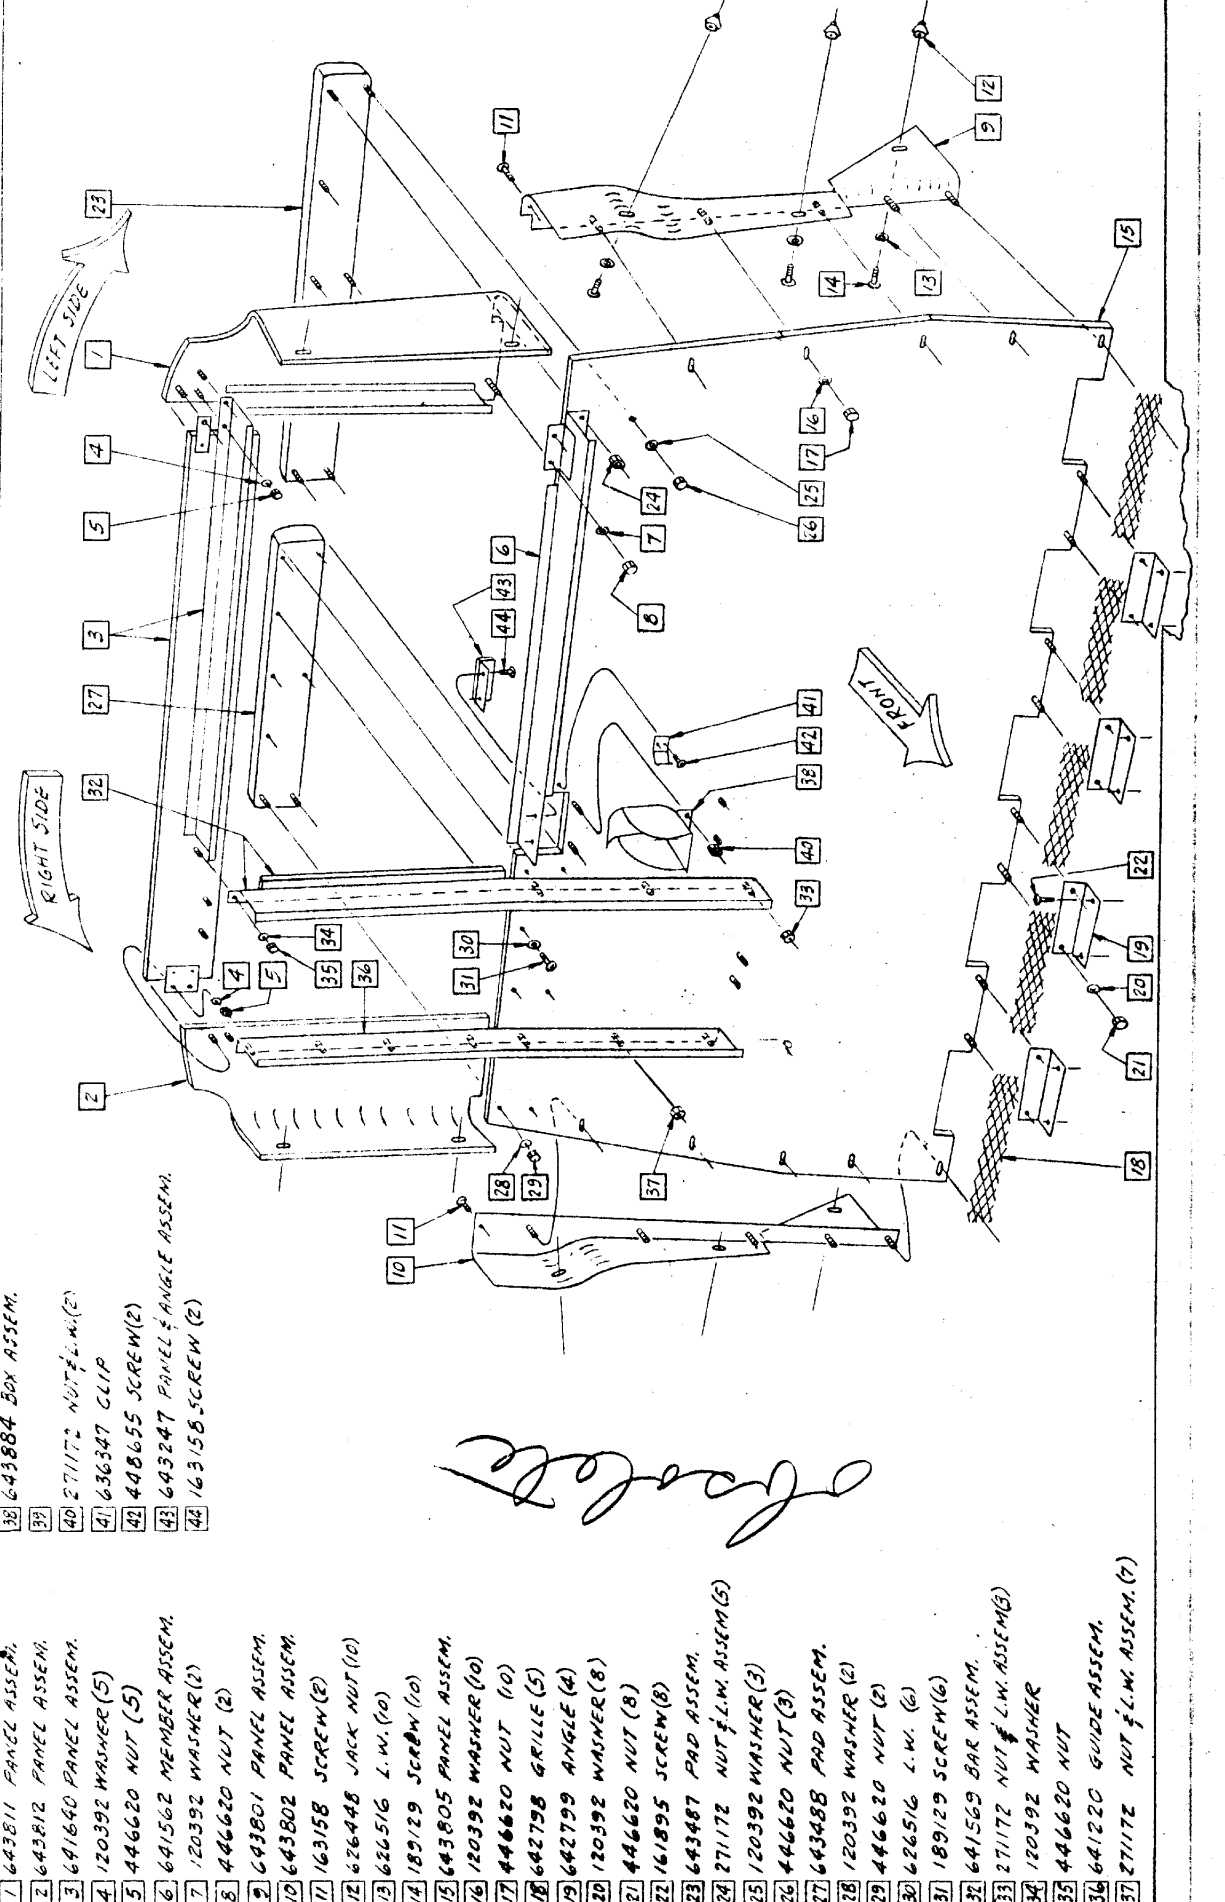 1 643811 PANEL ASSEM.
2 643812 PANEL ASSEM.
3 641640 PANEL ASSEM.
4 120392 WASHER (5)
5 446620 NUT (5)
6 641562 MEMBER ASSEM.
7 120392 WASHER (2)
8 446620 NUT (2)
9 643801 PANEL ASSEM.
10 643802 PANEL ASSEM.
11 163158 SCREW (2)
12 626448 JACK NUT (10)
13 626516 L.W. (10)
14 189129 SCREW (10)
15 643805 PANEL ASSEM.
16 120392 WASHER (10)
17 446620 NUT (10)
18 642798 GRILLE (5)
19 642799 ANGLE (4)
20 120392 WASHER (8)
21 446620 NUT (8)
22 161895 SCREW (8)
23 643487 PAD ASSEM.
24 271172 NUT & L.W. ASSEM (5)
25 120392 WASHER (3)
26 446620 NUT (3)
27 643488 PAD ASSEM.
28 120392 WASHER (2)
29 446620 NUT (2)
30 626516 L.W. (6)
31 189129 SCREW (6)
32 641569 BAR ASSEM.
33 271172 NUT & L.W. ASSEM (3)
34 120392 WASHER
35 446620 NUT
36 641220 GUIDE ASSEM.
37 271172 NUT & L.W. ASSEM. (7)
38 643884 BOX ASSEM.
39
40 271172 NUT & L.W. (2)
41 636347 CLIP
42 448655 SCREW (2)
43 643247 PANEL & ANGLE ASSEM.
44 163158 SCREW (2)
obsolete
RIGHT SIDE
LEFT SIDE
FRONT
2
32
27
3
5
4
1
23
4
5
34
35
36
30
31
43
44
6
11
10
11
28
29
37
33
40
38
42
41
8
7
24
26
25
17
16
14
13
12
9
15
18
21
20
19
22